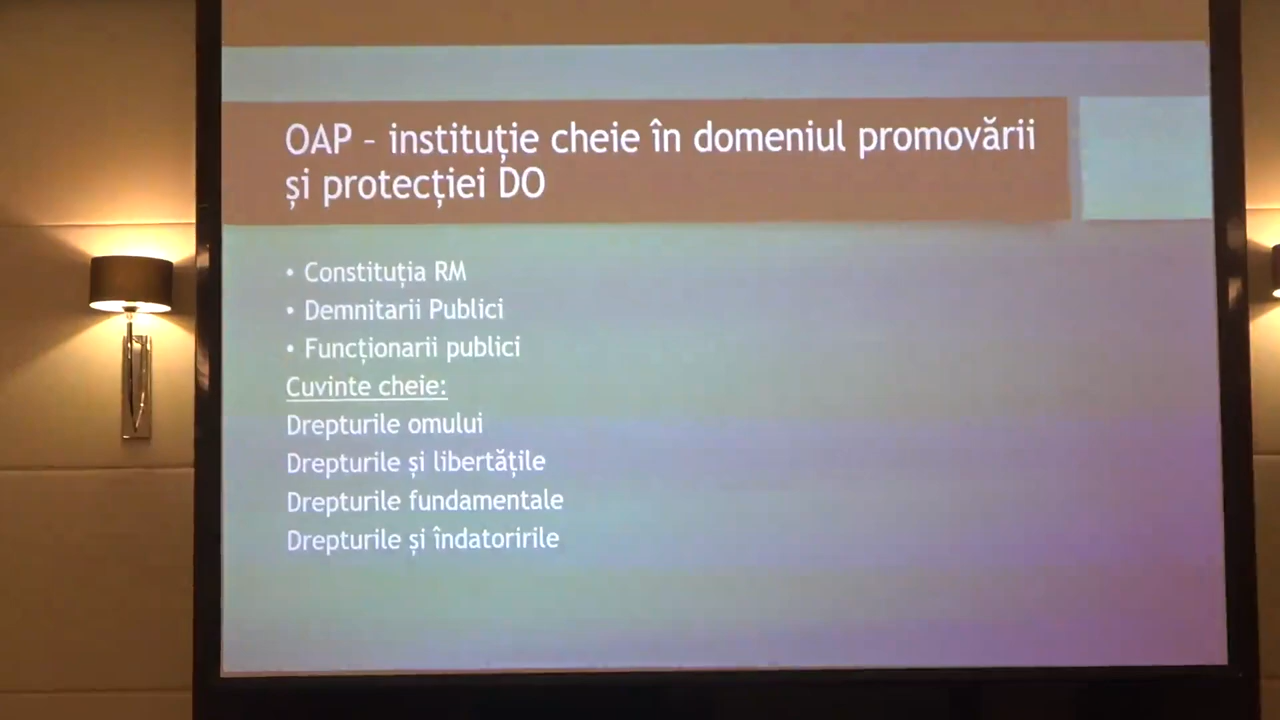 OAP – instituție cheie în domeniul promovării
și protecției DO
• Constituția RM
• Demnitarii Publici
• Funcționarii publici
Cuvinte cheie:
Drepturile omului
Drepturile și libertățile
Drepturile fundamentale
Drepturile și îndatoririle